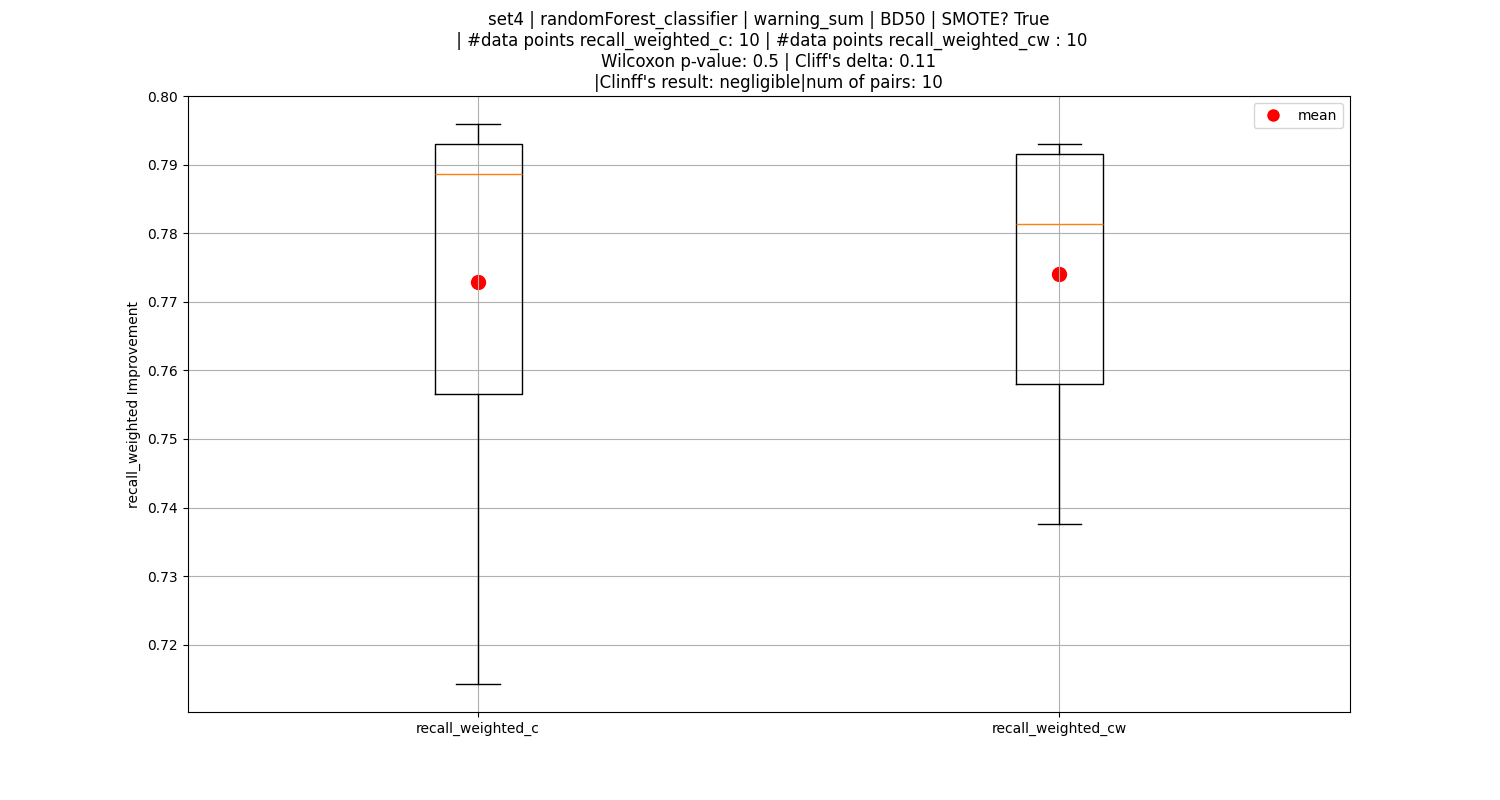 set4 | randomForest_classifier | warning_sum | BD50 | SMOTE? True
| #data points recall_weighted_c: 10 | #data points recall_weighted_cw : 10
Wilcoxon p-value: 0.5 | Cliff's delta: 0.11
|Clinff's result: negligible|num of pairs: 10
mean
recall_weighted Improvement
0.80
0.79
0.78
0.77
0.76
0.75
0.74
0.73
0.72
recall_weighted_c
recall_weighted_cw